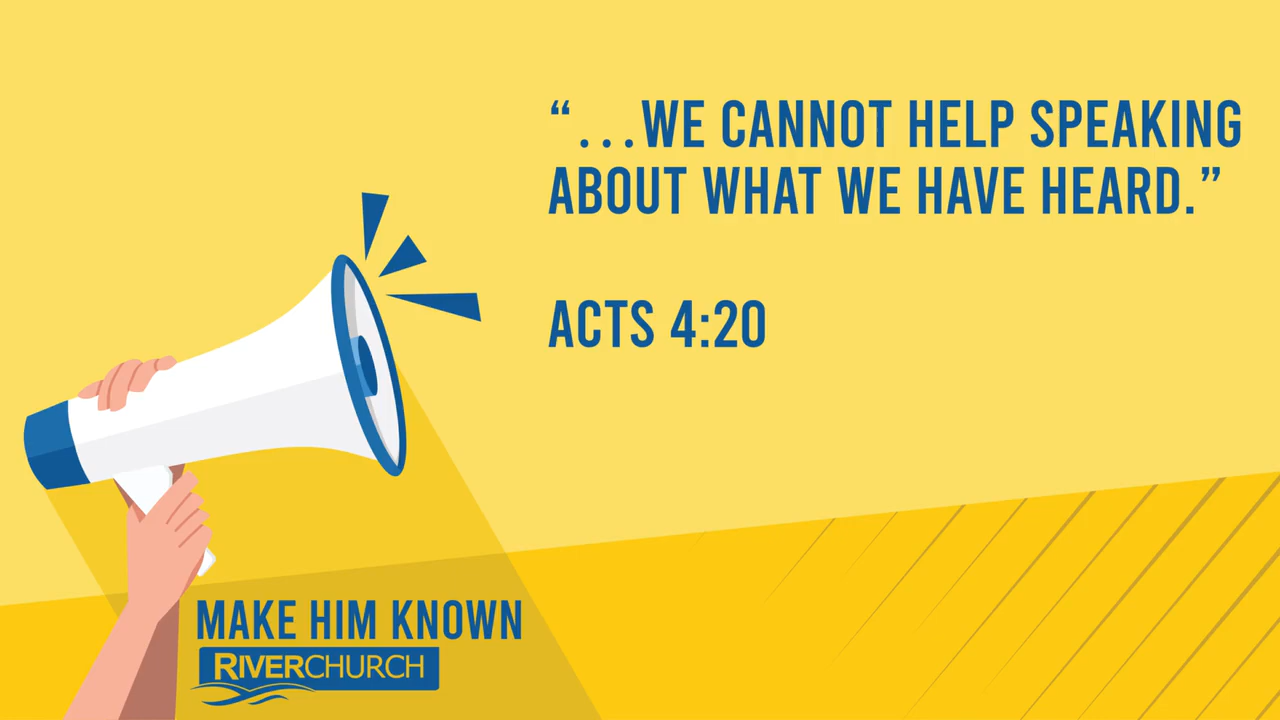 “...WE CANNOT HELP SPEAKING
ABOUT WHAT WE HAVE HEARD.”
ACTS 4:20
MAKE HIM KNOWN
RIVERCHURCH